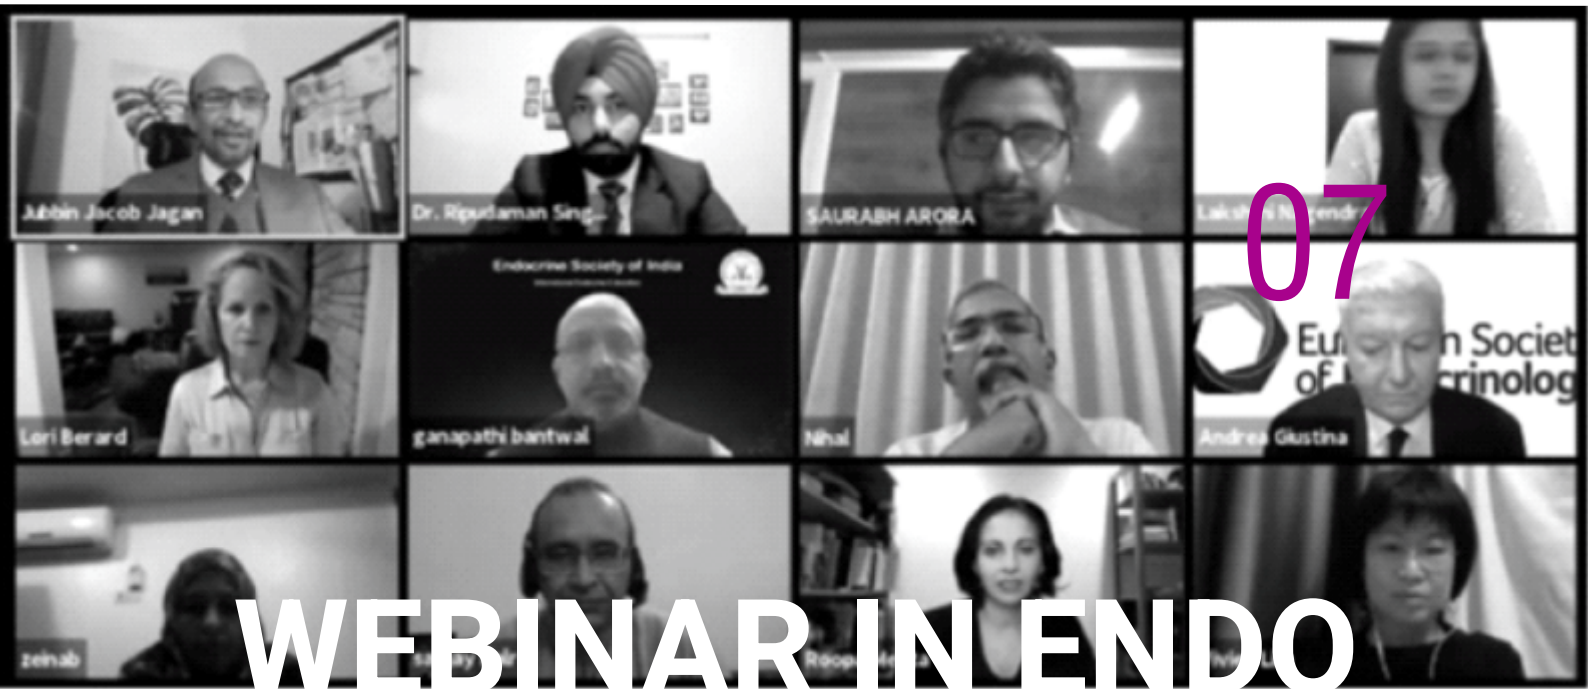 Jubbin Jacob Jagan
Dr. Ripudaman Sing...
SAURABH ARORA
07
Endocrine Society of India
Lori Berard
ganapathi bantwal
Nihal
Andrea Giustina
zeinab
WEBINAR IN ENDO